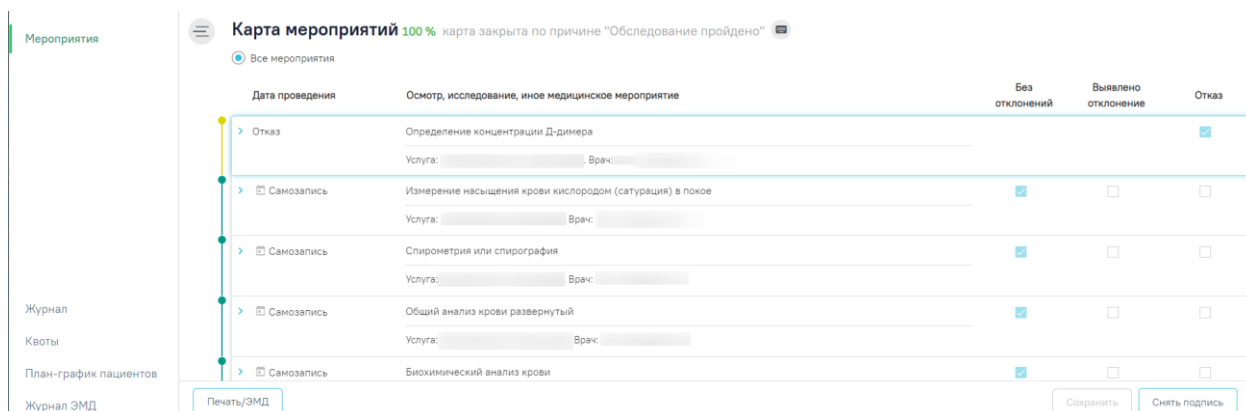 Мероприятия
Карта мероприятий 100 % карта закрыта по причине "Обследование пройдено"
Все мероприятия
Дата проведения Осмотр, исследование, иное медицинское мероприятие Без отклонений Выявлено отклонение Отказ
Отказ Определение концентрации Д-димера
Услуга: , Врач:
Самозапись Измерение насыщения крови кислородом (сатурация) в покое
Услуга: Врач:
Самозапись Спирометрия или спирография
Услуга: Врач:
Журнал
Самозапись Общий анализ крови развернутый
Квоты
Услуга: Врач:
План-график пациентов
Самозапись Биохимический анализ крови
Журнал ЭМД
Печать/ЭМД Сохранить Снять подпись